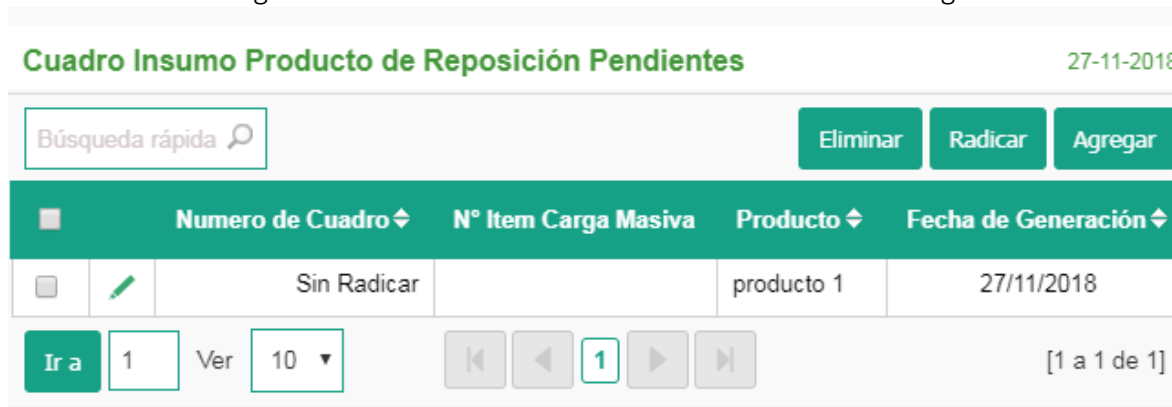 Cuadro Insumo Producto de Reposición Pendientes 27-11-2018
Búsqueda rápida Eliminar Radicar Agregar
Numero de Cuadro N° Item Carga Masiva Producto Fecha de Generación
Sin Radicar producto 1 27/11/2018
Ir a 1 Ver 10 1 [1 a 1 de 1]